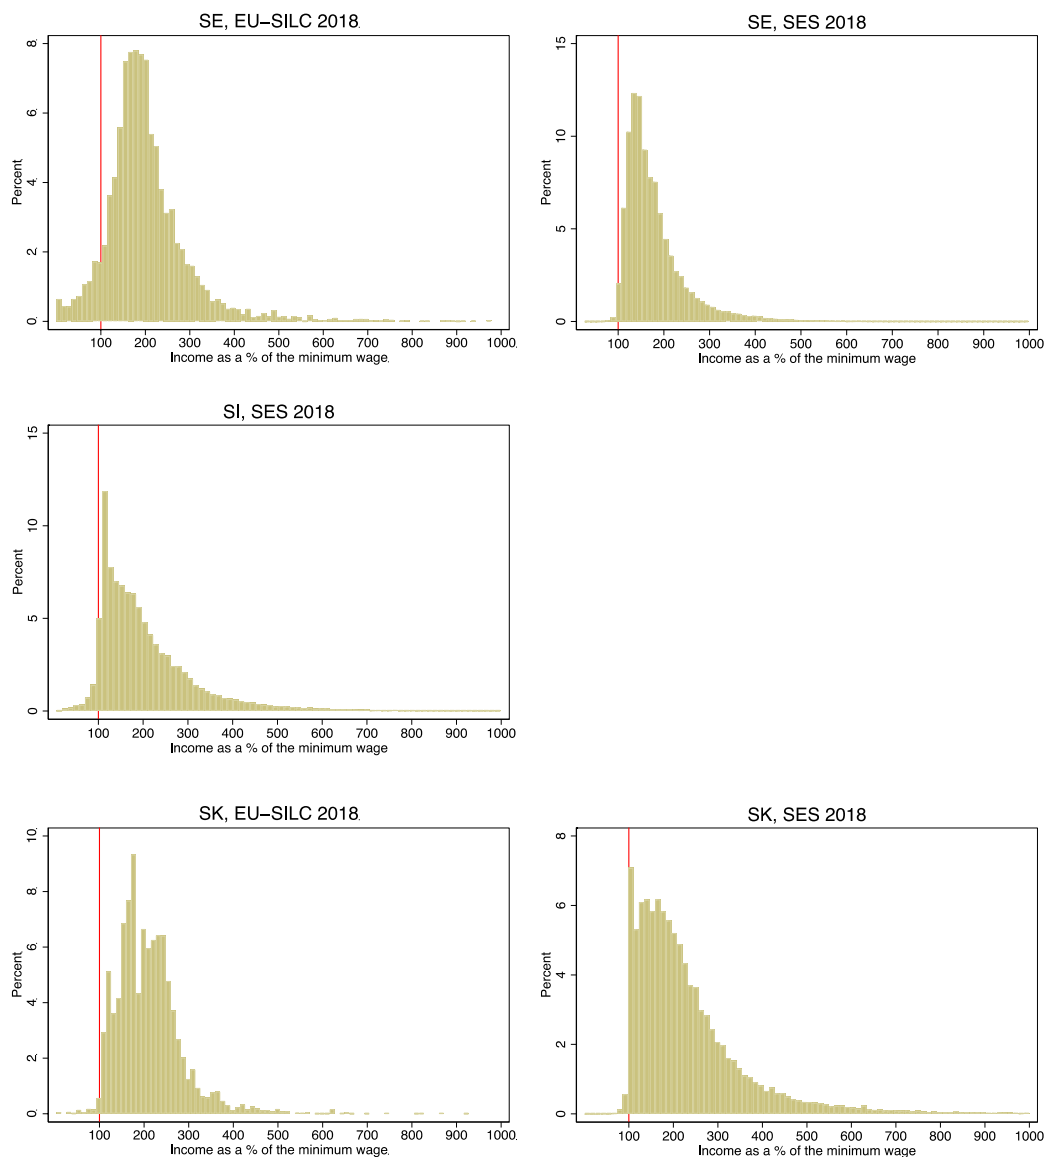 SE, EU–SILC 2018.
8.
6.
4.
2.
0.
Percent
100 200 300 400 500 600 700 800 900 1000.
Income as a % of the minimum wage.
SE, SES 2018
15
10
5
0
Percent
100 200 300 400 500 600 700 800 900 1000
Income as a % of the minimum wage
SI, SES 2018
15
10
5
0
Percent
100 200 300 400 500 600 700 800 900 1000
Income as a % of the minimum wage
SK, EU–SILC 2018.
10.
8.
6.
4.
2.
0.
Percent
100 200 300 400 500 600 700 800 900 1000.
Income as a % of the minimum wage.
SK, SES 2018
8
6
4
2
0
Percent
100 200 300 400 500 600 700 800 900 1000
Income as a % of the minimum wage